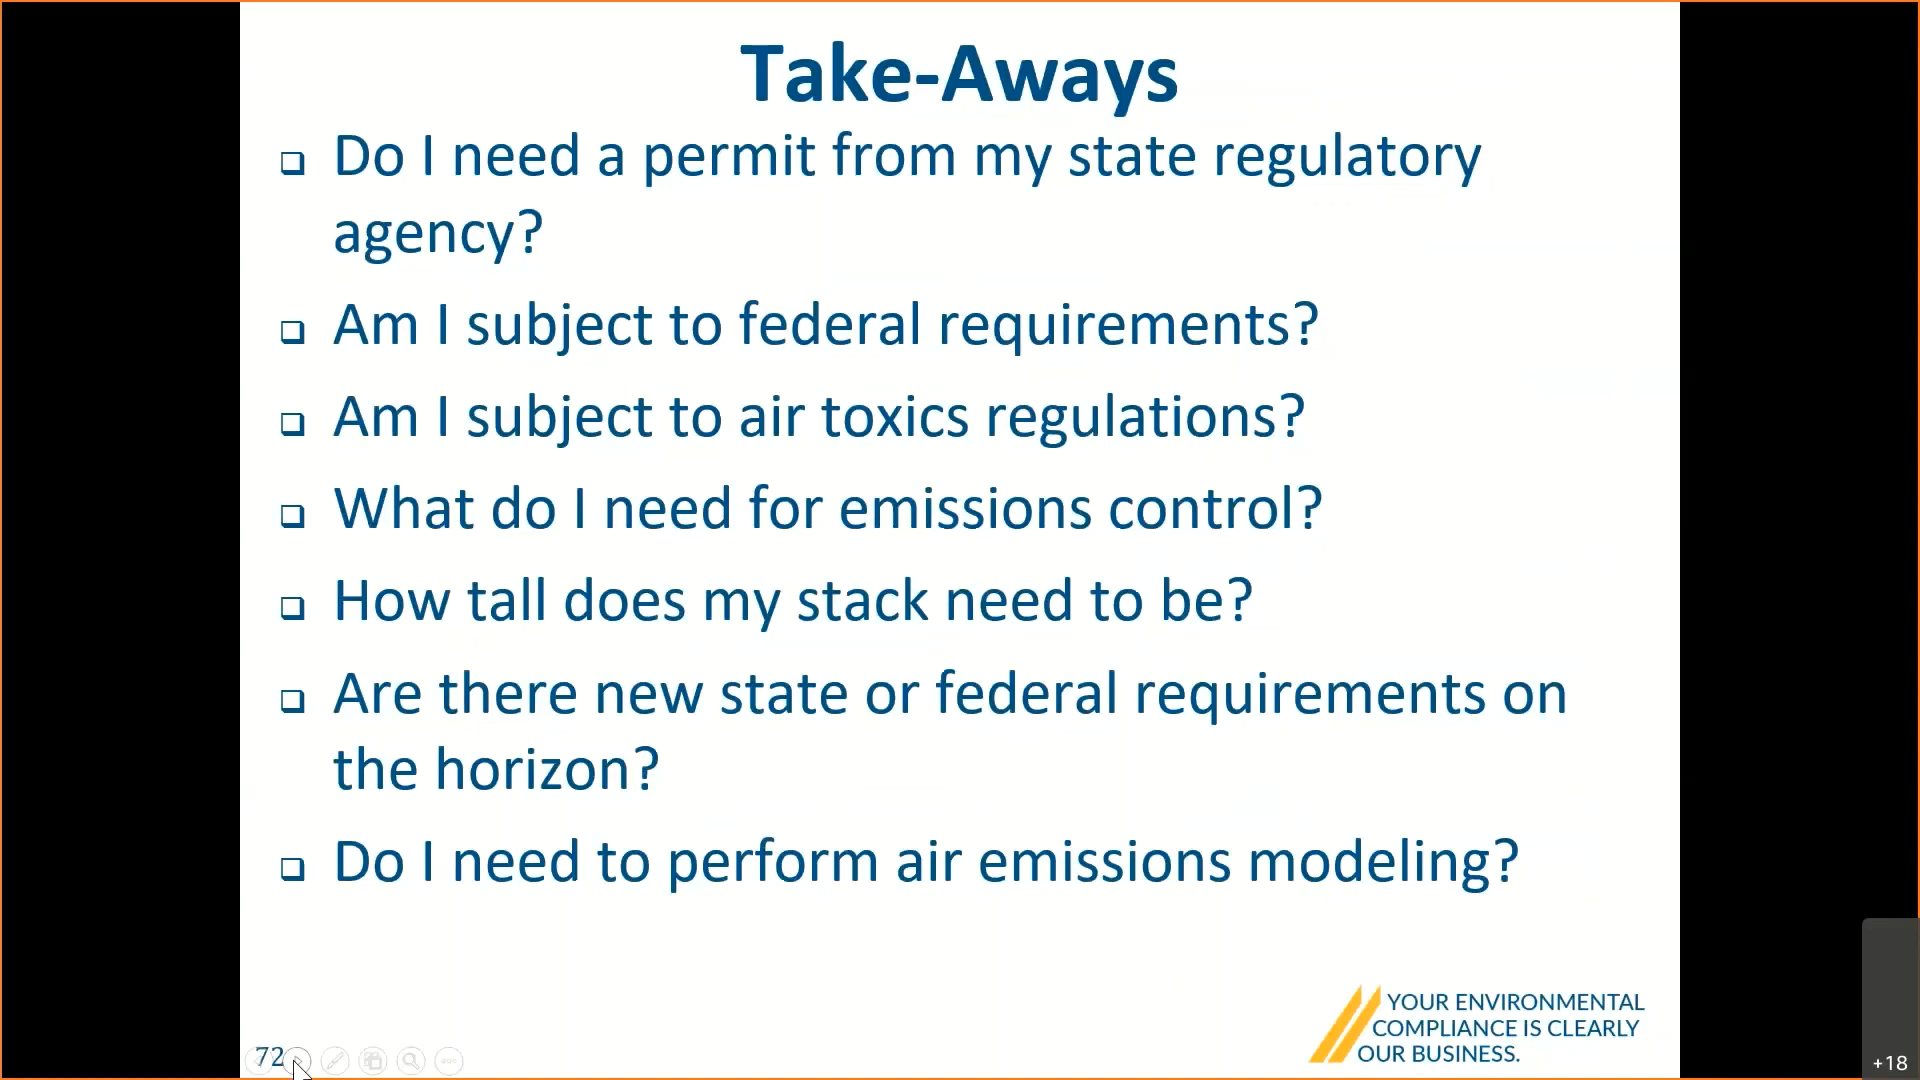 Take-Aways
Do I need a permit from my state regulatory
agency?
Am I subject to federal requirements?
Am I subject to air toxics regulations?
What do I need for emissions control?
How tall does my stack need to be?
Are there new state or federal requirements on
the horizon?
Do I need to perform air emissions modeling?
YOUR ENVIRONMENTAL
COMPLIANCE IS CLEARLY
OUR BUSINESS.
72
+18